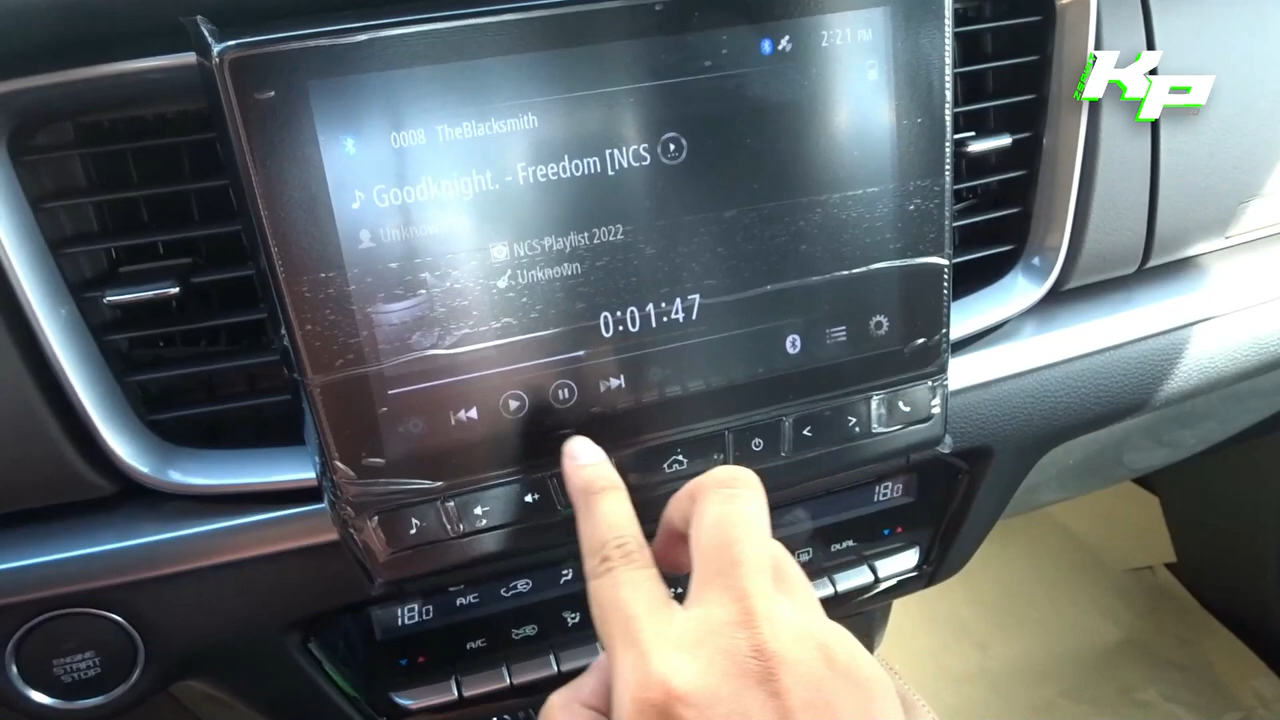 2:21 PM
KP
0008 TheBlacksmith
Goodknight. - Freedom [NCS
Unknown
NCS Playlist 2022
Unknown
0:01:47
18.0
DUAL
18.0
A/C
A/C
ENGINE
START
STOP